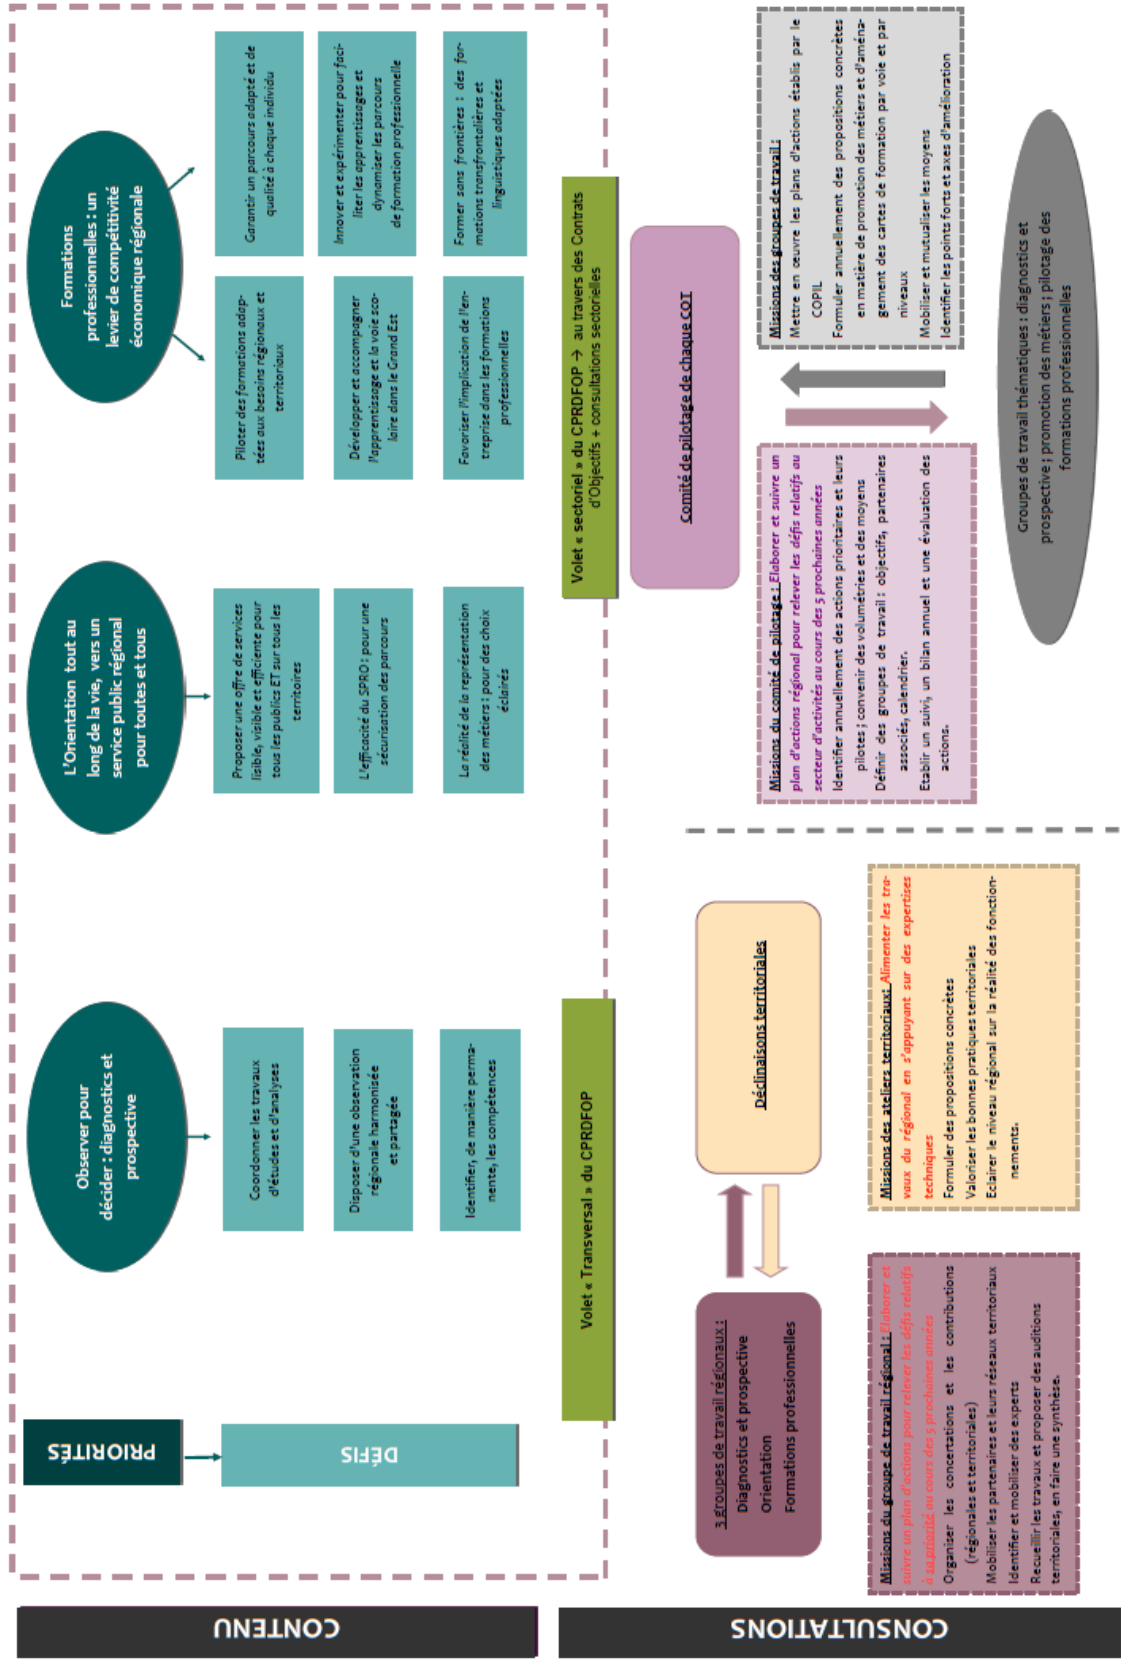 CONTENU
PRIORITÉS
DÉFIS
Observer pour
décider : diagnostics et
prospective
Coordonner les travaux
d'études et d'analyses
Disposer d'une observation
régionale harmonisée
et partagée
Identifier, de manière perma-
nente, les compétences
L'Orientation tout au
long de la vie, vers un
service public régional
pour toutes et tous
Proposer une offre de services
lisible, visible et efficiente pour
tous les publics ET sur tous les
territoires
L'efficacité du SPRO : pour une
sécurisation des parcours
La réalité de la représentation
des métiers : pour des choix
éclairés
Formations
professionnelles : un
levier de compétitivité
économique régionale
Piloter des formations adap-
tées aux besoins régionaux et
territoriaux
Développer et accompagner
l'apprentissage et la voie sco-
laire dans le Grand Est
Favoriser l'implication de l'en-
treprise dans les formations
professionnelles
Garantir un parcours adapté et de
qualité à chaque individu
Innover et expérimenter pour faci-
liter les apprentissages et
dynamiser les parcours
de formation professionnelle
Former sans frontières : des for-
mations transfrontalières et
linguistiques adaptées
CONSULTATIONS
Volet « Transversal » du CPRDFOP
3 groupes de travail régionaux :
Diagnostics et prospective
Orientation
Formations professionnelles
Déclinaisons territoriales
Missions du groupe de travail régional : Elaborer et
suivre un plan d'actions pour relever les défis relatifs
à sa priorité au cours des 5 prochaines années
Organiser les concertations et les contributions
(régionales et territoriales)
Mobiliser les partenaires et leurs réseaux territoriaux
Identifier et mobiliser des experts
Recueillir les travaux et proposer des auditions
territoriales, en faire une synthèse.
Missions des ateliers territoriaux: Alimenter les tra-
vaux du régional en s'appuyant sur des expertises
techniques
Formuler des propositions concrètes
Valoriser les bonnes pratiques territoriales
Eclairer le niveau régional sur la réalité des fonction-
nements.
Volet « sectoriel » du CPRDFOP → au travers des Contrats
d'Objectifs + consultations sectorielles
Comité de pilotage de chaque COT
Missions du comité de pilotage : Elaborer et suivre un
plan d'actions régional pour relever les défis relatifs au
secteur d'activités au cours des 5 prochaines années
Identifier annuellement des actions prioritaires et leurs
pilotes ; convenir des volumétries et des moyens
Définir des groupes de travail : objectifs, partenaires
associés, calendrier.
Etablir un suivi, un bilan annuel et une évaluation des
actions.
Missions des groupes de travail :
Mettre en œuvre les plans d'actions établis par le
COPIL
Formuler annuellement des propositions concrètes
en matière de promotion des métiers et d'aména-
gement des cartes de formation par voie et par
niveaux
Mobiliser et mutualiser les moyens
Identifier les points forts et axes d'amélioration
Groupes de travail thématiques : diagnostics et
prospective ; promotion des métiers ; pilotage des
formations professionnelles